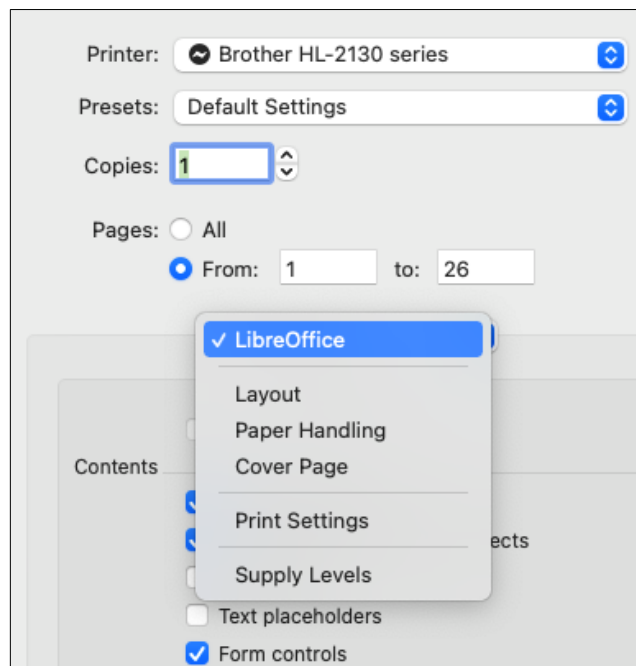 Printer: Brother HL-2130 series
Presets: Default Settings
Copies: 1
Pages: All
From: 1 to: 26
LibreOffice
Layout
Paper Handling
Contents
Cover Page
Print Settings
Supply Levels
Text placeholders
Form controls